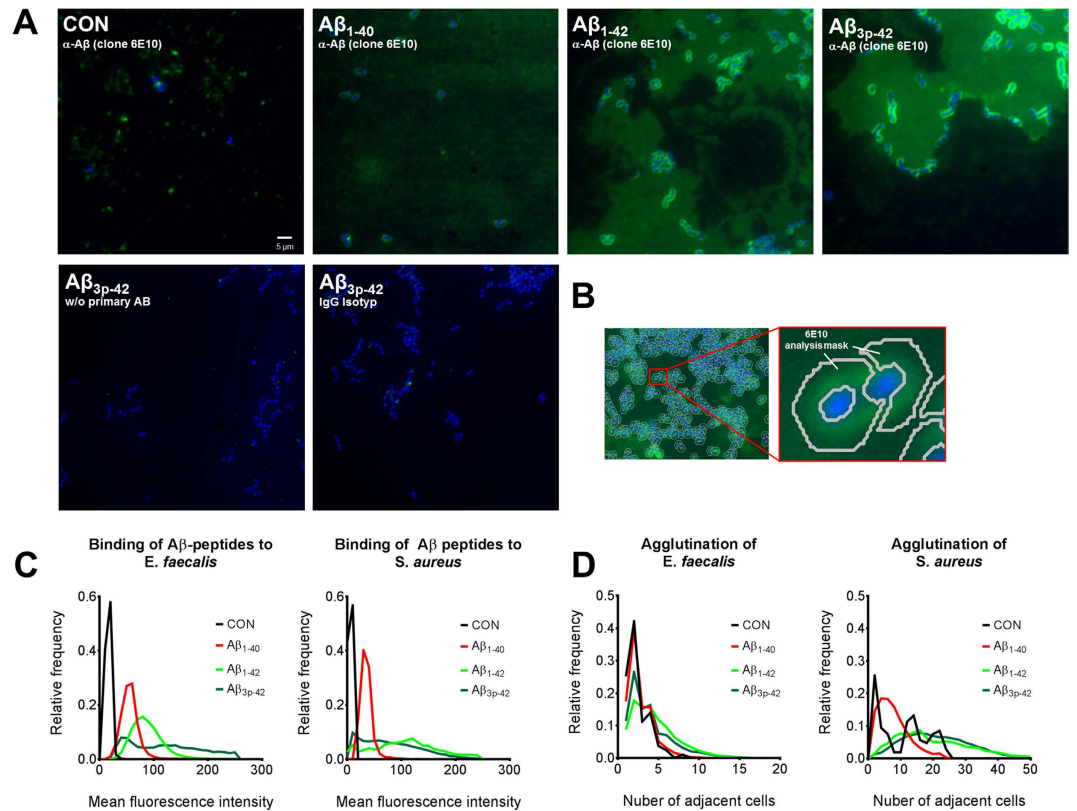 A
CON
α-Aβ (clone 6E10)
5 µm
Aβ1-40
α-Aβ (clone 6E10)
Aβ1-42
α-Aβ (clone 6E10)
Aβ3p-42
α-Aβ (clone 6E10)
Aβ3p-42
w/o primary AB
Aβ3p-42
IgG Isotyp
B
6E10
analysis mask
C
Binding of Aβ-peptides to
E. faecalis
Relative frequency
0.6
0.4
0.2
0.0
0
100
200
300
Mean fluorescence intensity
CON
Aβ1-40
Aβ1-42
Aβ3p-42
Binding of Aβ peptides to
S. aureus
Relative frequency
0.6
0.4
0.2
0.0
0
100
200
300
Mean fluorescence intensity
CON
Aβ1-40
Aβ1-42
Aβ3p-42
D
Agglutination of
E. faecalis
Relative frequency
0.5
0.4
0.3
0.2
0.1
0.0
0
5
10
15
20
Nuber of adjacent cells
CON
Aβ1-40
Aβ1-42
Aβ3p-42
Agglutination of
S. aureus
Relative frequency
0.5
0.4
0.3
0.2
0.1
0.0
0
10
20
30
40
50
Nuber of adjacent cells
CON
Aβ1-40
Aβ1-42
Aβ3p-42